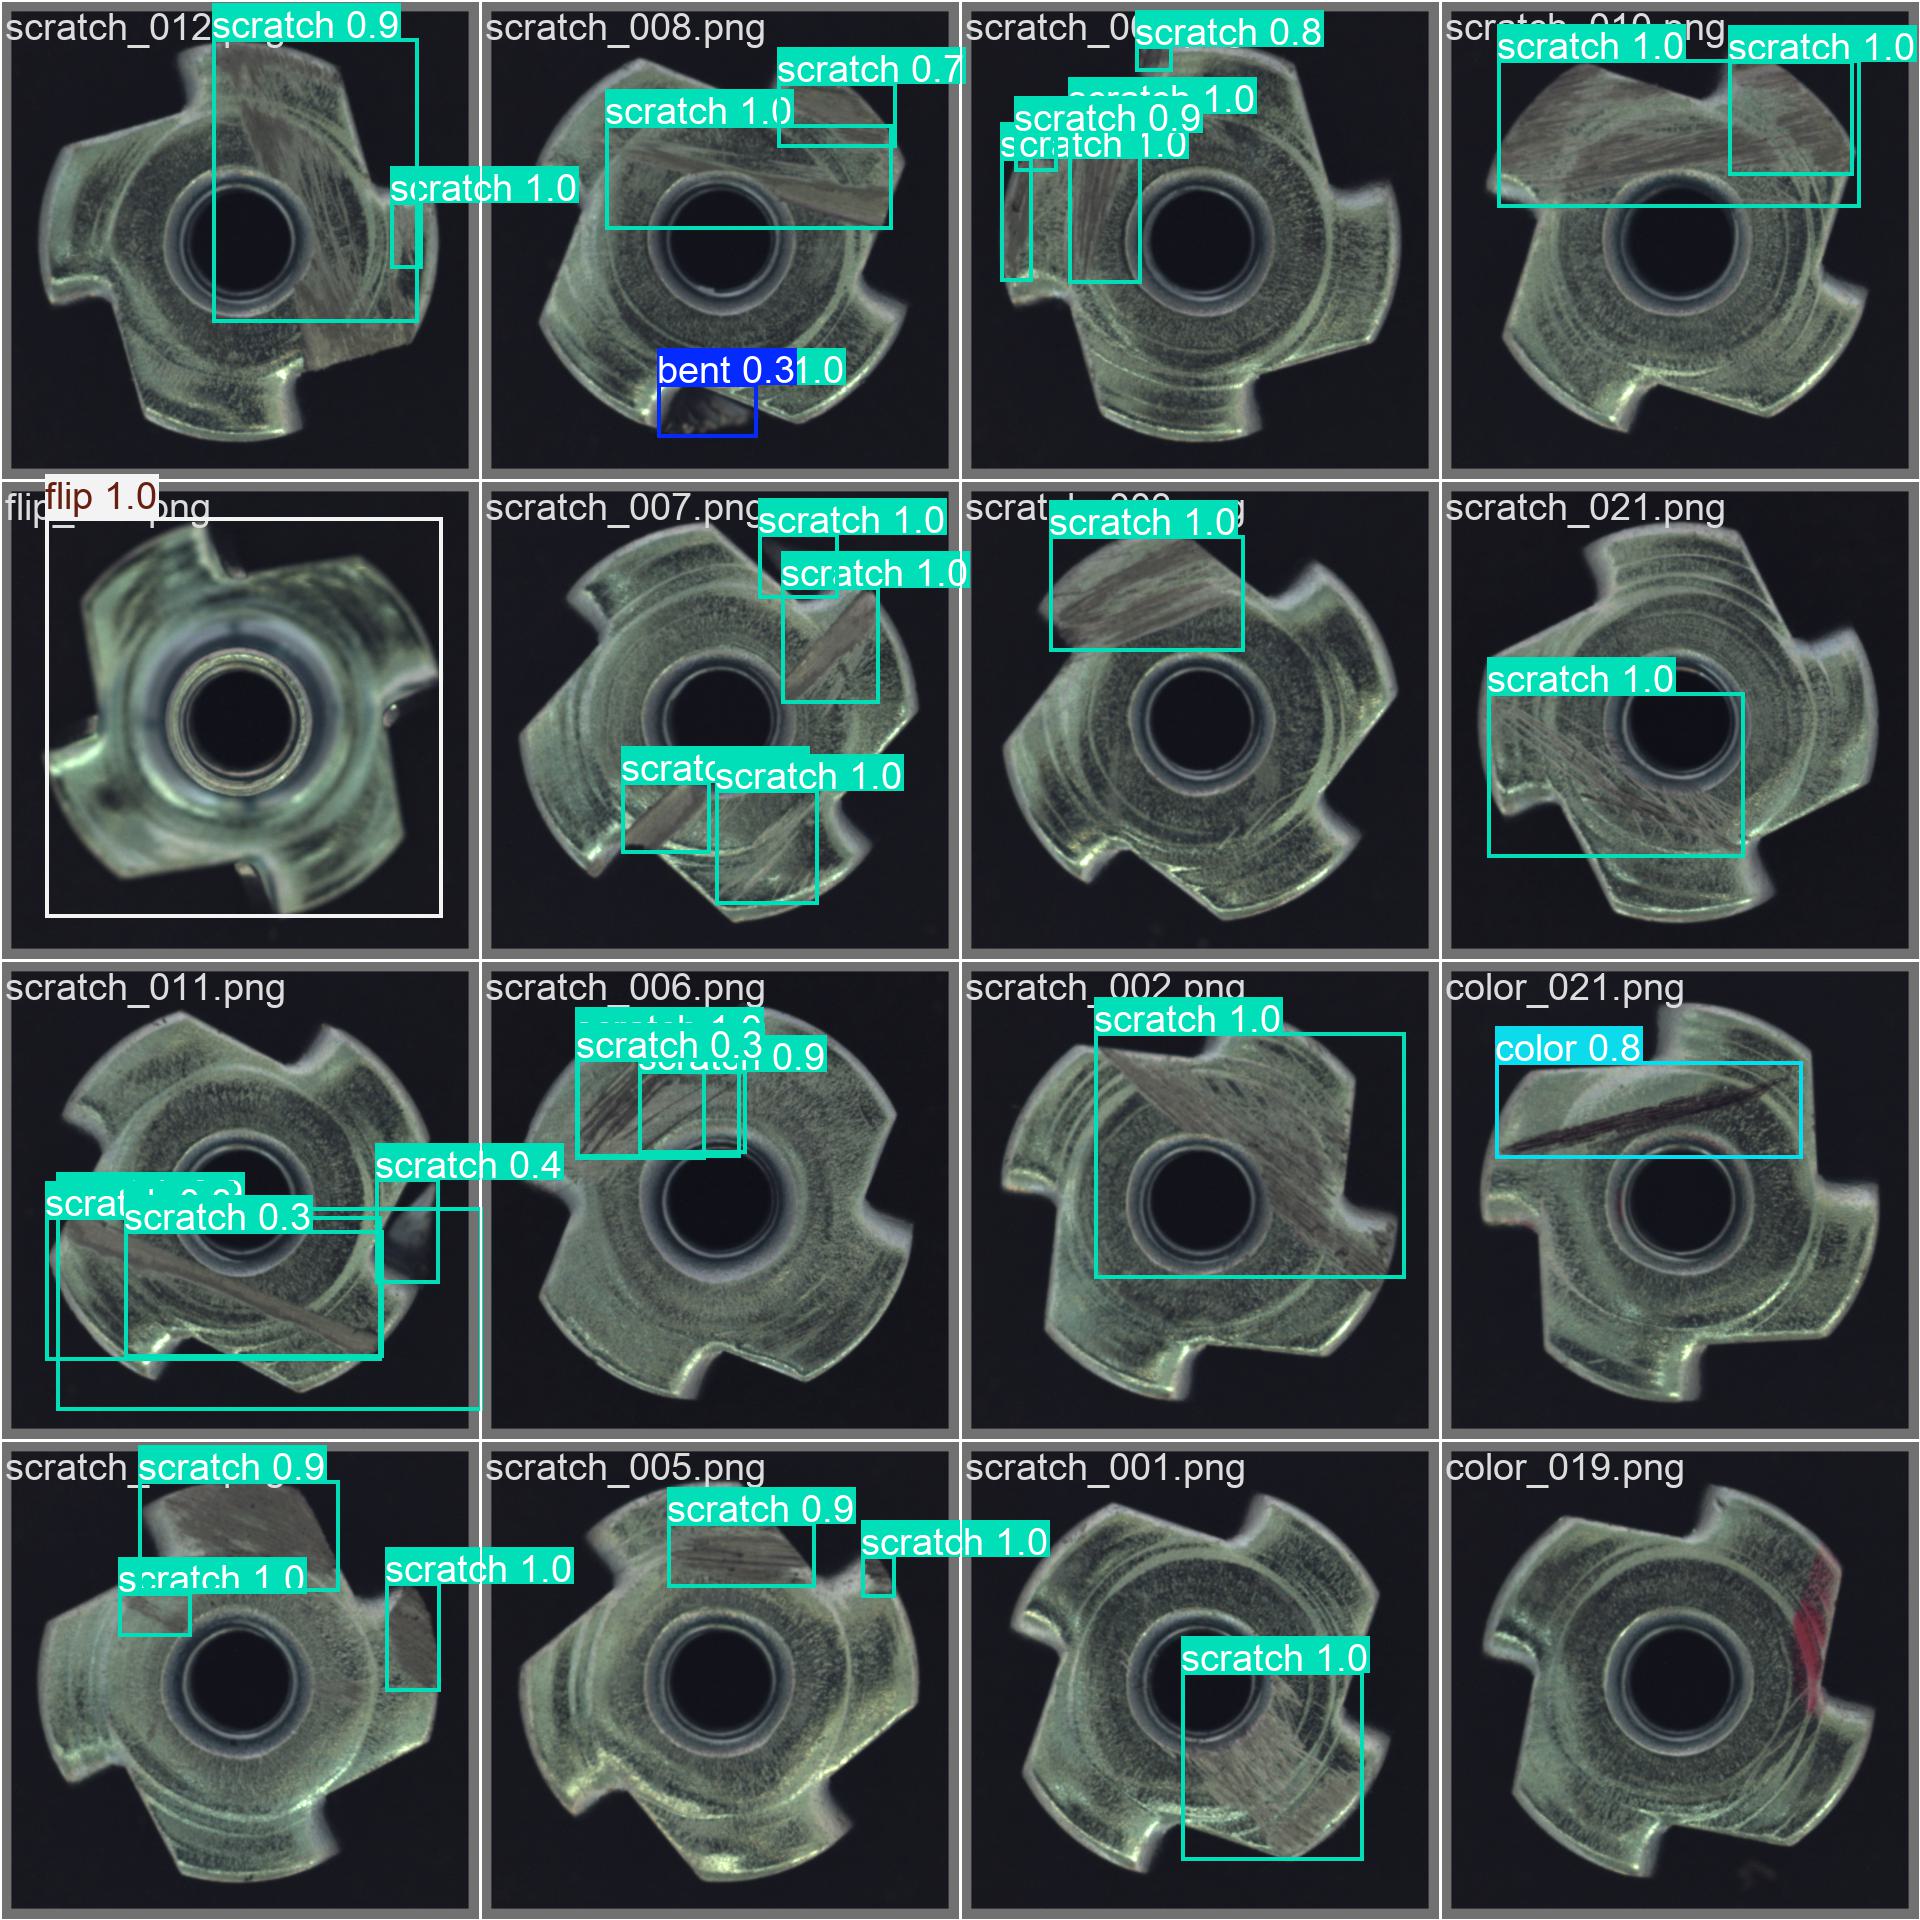 scratch_012
scratch 0.9
scratch 1.0
scratch_008.png
scratch 0.7
scratch 1.0
bent 0.3
1.0
scratch_00
scratch 0.8
1.0
scratch 0.9
scratch 1.0
scratch 1.0
scratch 1.0
flip 1.0
png
scratch_007.png
scratch 1.0
scratch 1.0
scratch 1.0
scratch 1.0
scratch_021.png
scratch 1.0
scratch_011.png
scratch 0.4
scratch 0.3
scratch_006.png
scratch 0.3
scratch 0.9
scratch_002.png
scratch 1.0
color_021.png
color 0.8
scratch_
scratch 0.9
scratch 1.0
scratch 1.0
scratch_005.png
scratch 0.9
scratch 1.0
scratch_001.png
scratch 1.0
color_019.png